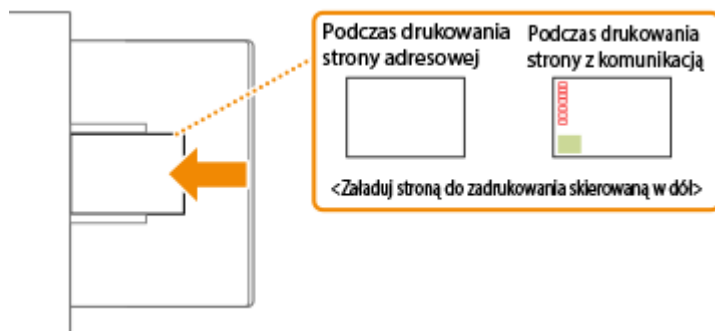 Podczas drukowania
strony adresowej
Podczas drukowania
strony z komunikacją
<Załaduj stroną do zadrukowania skierowaną w dół>